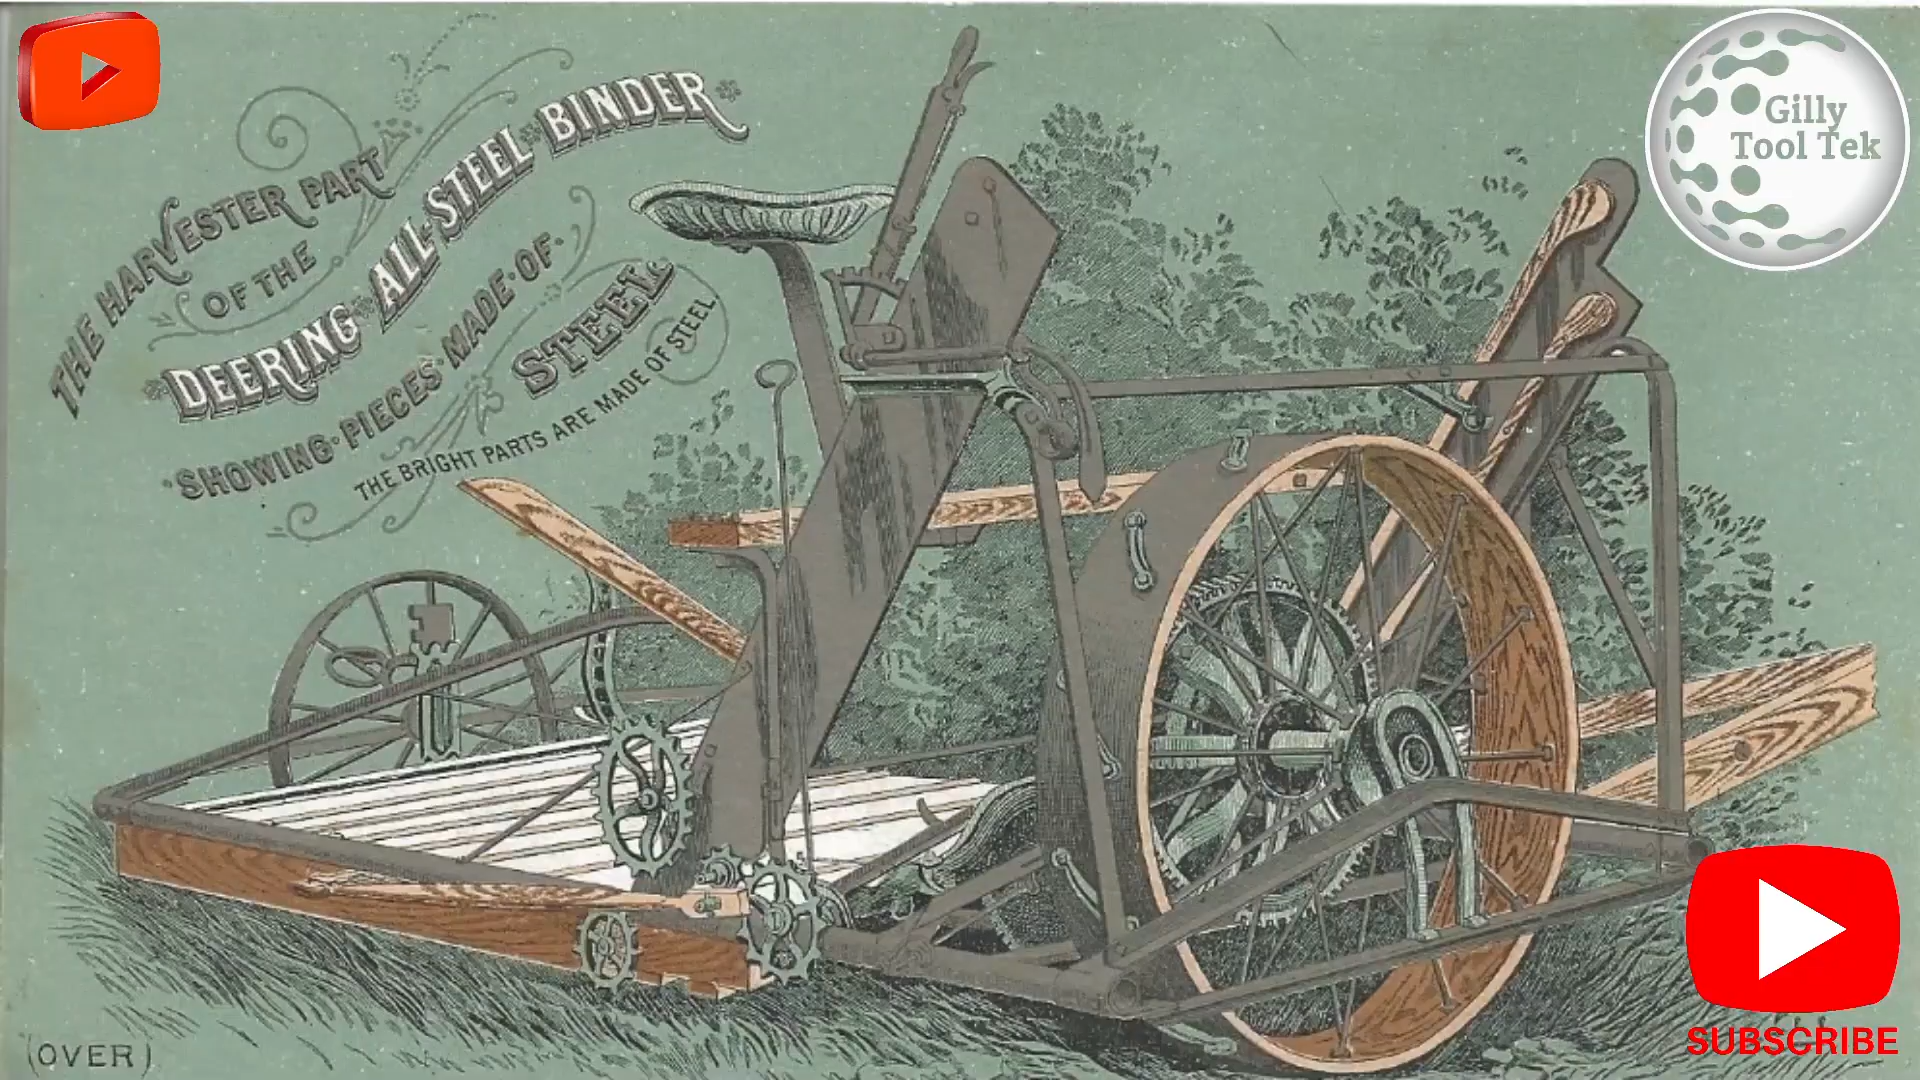 THE HARVESTER PART
OF THE
DEERING ALL-STEEL BINDER
SHOWING PIECES MADE OF
STEEL
THE BRIGHT PARTS ARE MADE OF STEEL
Gilly
Tool Tek
(OVER)
SUBSCRIBE